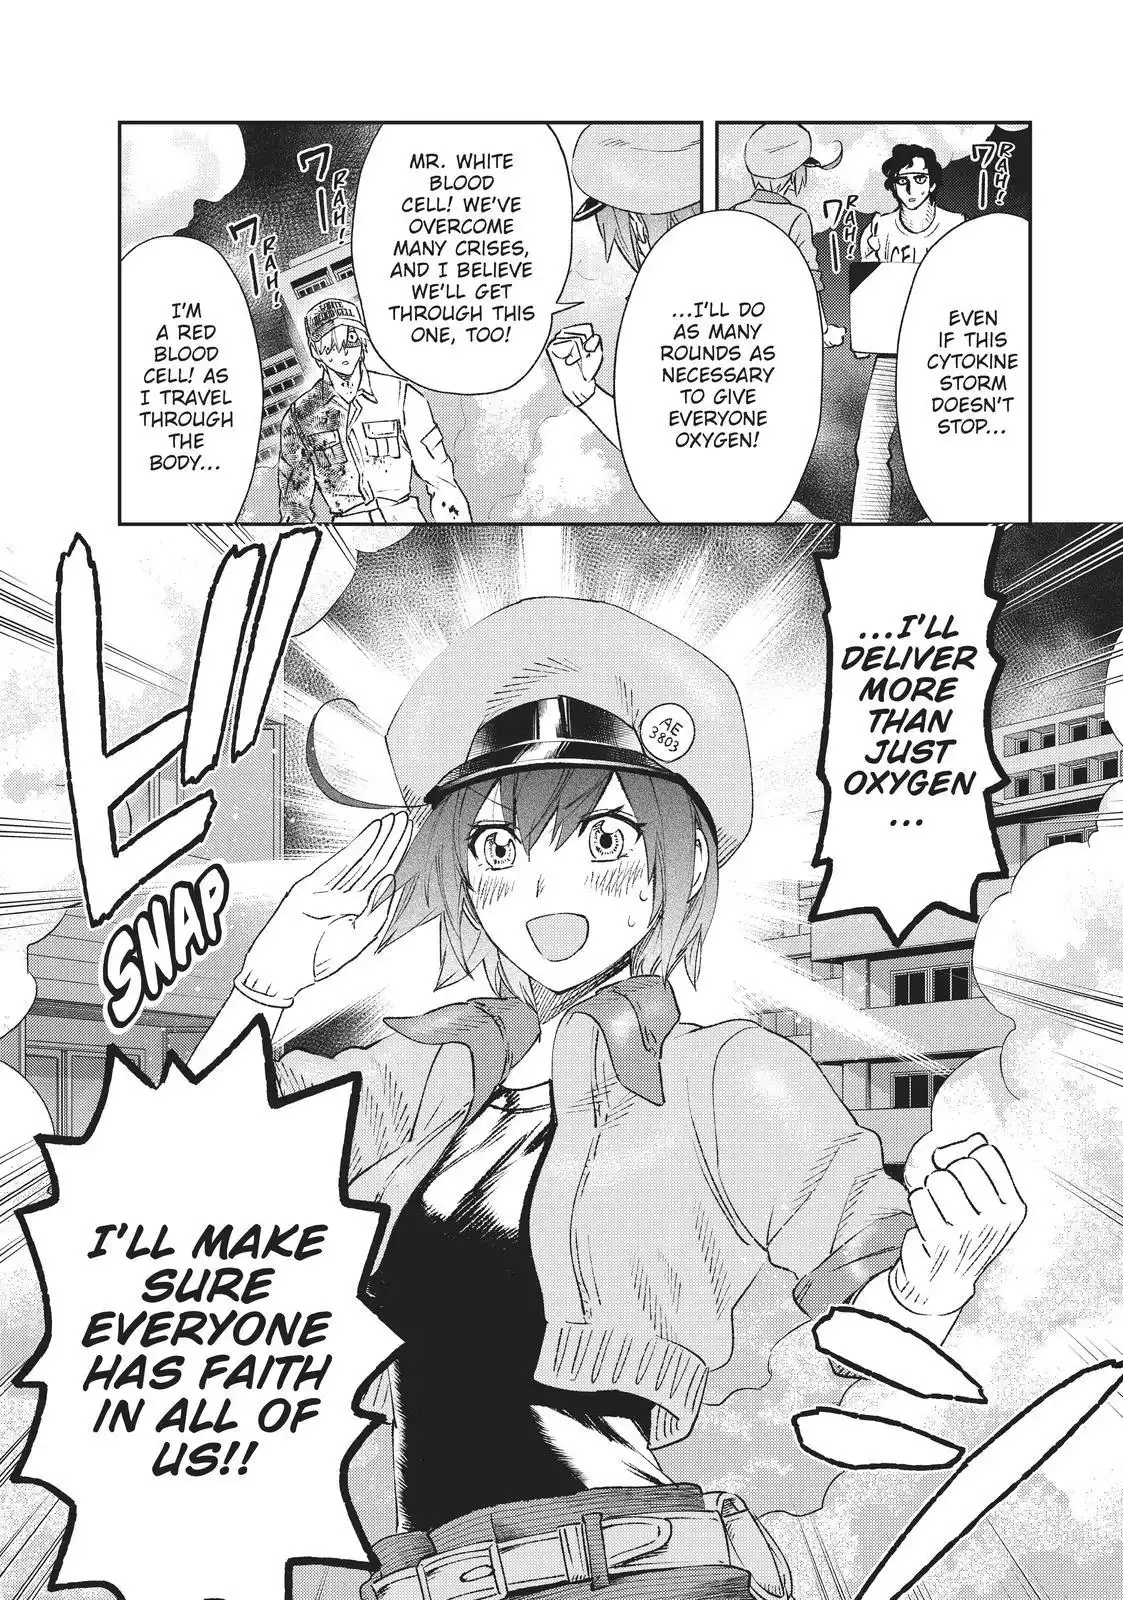 EVEN
IF THIS
CYTOKINE
STORM
DOESN'T
STOP...
ワー
RAH!
ワー
RAH!
CELL
...I'LL DO
AS MANY
ROUNDS AS
NECESSARY
TO GIVE
EVERYONE
OXYGEN!
MR. WHITE
BLOOD
CELL! WE'VE
OVERCOME
MANY CRISES,
AND I BELIEVE
WE'LL GET
THROUGH THIS
ONE, TOO!
ワー
RAH!
ワー
RAH!
I'M
A RED
BLOOD
CELL! AS
I TRAVEL
THROUGH
THE
BODY...
...I'LL
DELIVER
MORE
THAN
JUST
OXYGEN
...
AE
3803
ビ!!
SNAP
I'LL MAKE
SURE
EVERYONE
HAS FAITH
IN ALL OF
US!!